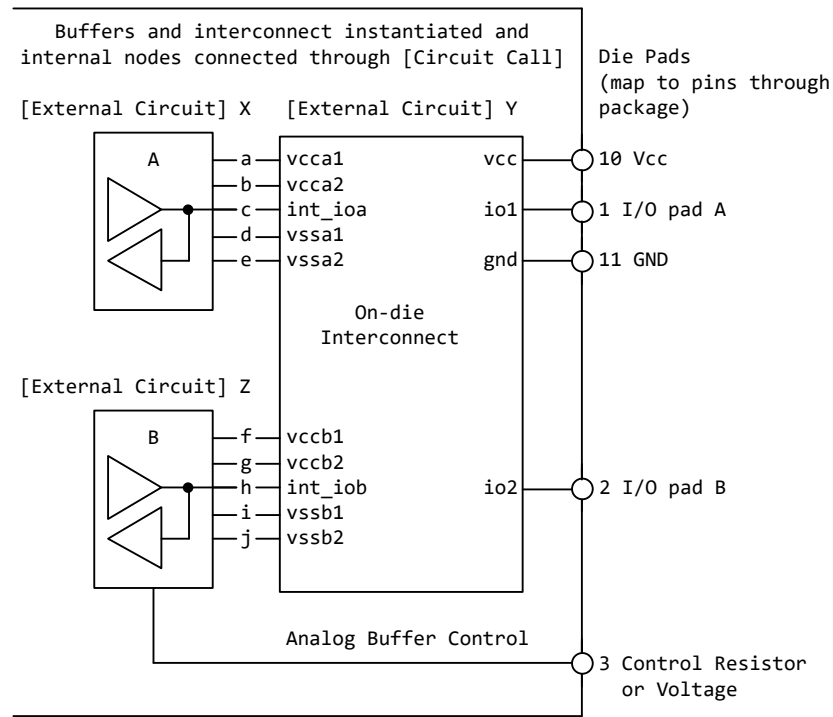 Buffers and interconnect instantiated and
internal nodes connected through [Circuit Call]
Die Pads
(map to pins through
package)
[External Circuit] X
[External Circuit] Y
A
a
vcca1
vcc
10 Vcc
b
vcca2
c
int_ioa
io1
1 I/O pad A
d
vssa1
e
vssa2
gnd
11 GND
On-die
Interconnect
[External Circuit] Z
B
f
vccb1
g
vccb2
h
int_iob
io2
2 I/O pad B
i
vssb1
j
vssb2
Analog Buffer Control
3 Control Resistor
or Voltage